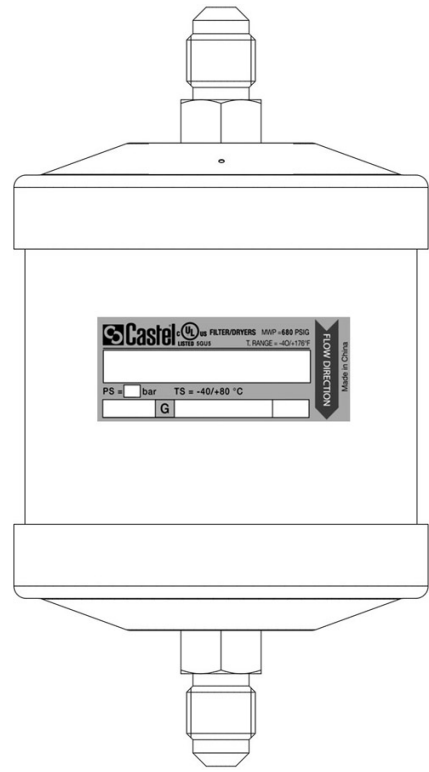 Castel c UL us FILTER/DRYERS MWP =680 PSIG
LISTED SGUS T. RANGE = -40/+176°F
PS = bar TS = -40/+80 °C
G
FLOW DIRECTION
Made in China